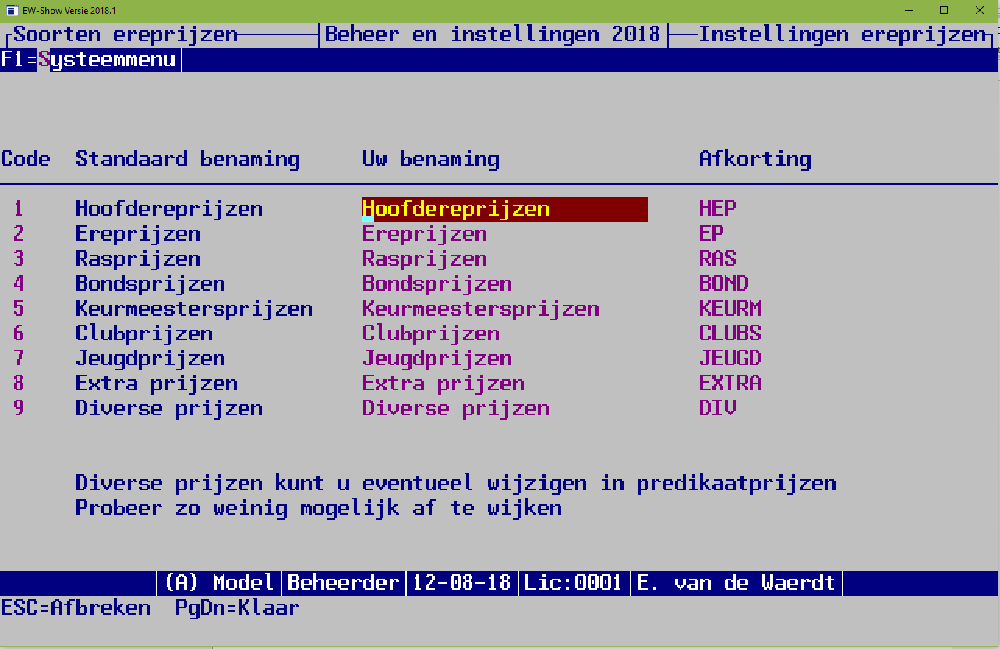 EW-Show Versie 2018.1
Soorten ereprijzen Beheer en instellingen 2018 Instellingen ereprijzen
F1=Systeemmenu
Code Standaard benaming Uw benaming Afkorting
1 Hoofdereprijzen Hoofdereprijzen HEP
2 Ereprijzen Ereprijzen EP
3 Rasprijzen Rasprijzen RAS
4 Bondsprijzen Bondsprijzen BOND
5 Keurmeestersprijzen Keurmeestersprijzen KEURM
6 Clubprijzen Clubprijzen CLUBS
7 Jeugdprijzen Jeugdprijzen JEUGD
8 Extra prijzen Extra prijzen EXTRA
9 Diverse prijzen Diverse prijzen DIV
Diverse prijzen kunt u eventueel wijzigen in predikaatprijzen
Probeer zo weinig mogelijk af te wijken
(A) Model Beheerder 12-08-18 Lic:0001 E. van de Waerdt
ESC=Afbreken PgDn=Klaar